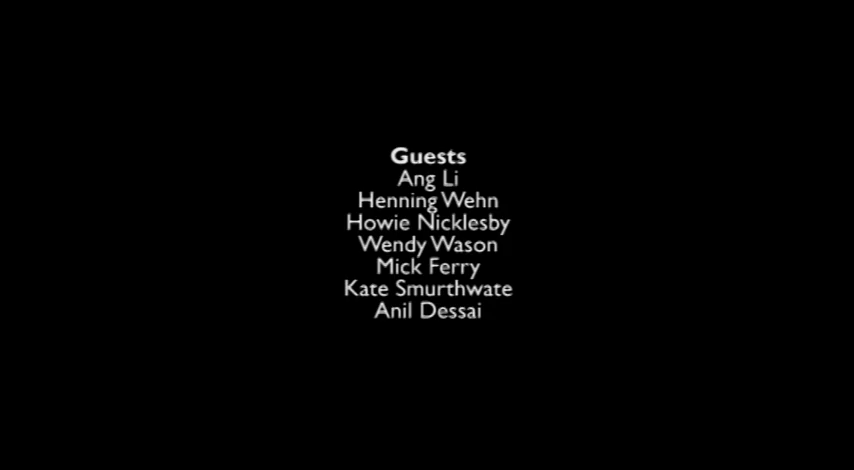 Guests
Ang Li
Henning Wehn
Howie Nicklesby
Wendy Wason
Mick Ferry
Kate Smurthwate
Anil Dessai